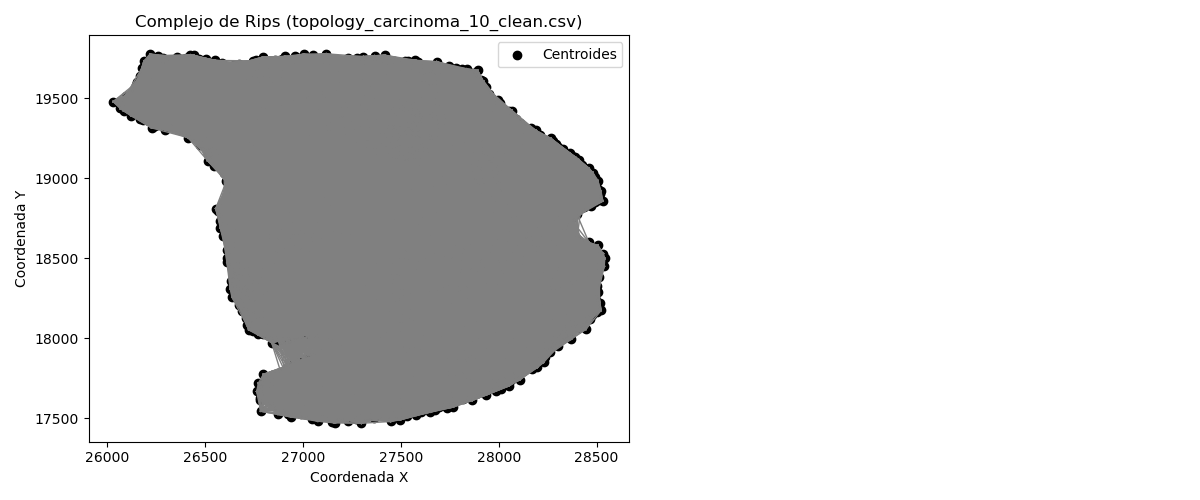 Complejo de Rips (topology_carcinoma_10_clean.csv)
Centroides
19500
19000
18500
18000
17500
Coordenada Y
26000 26500 27000 27500 28000 28500
Coordenada X